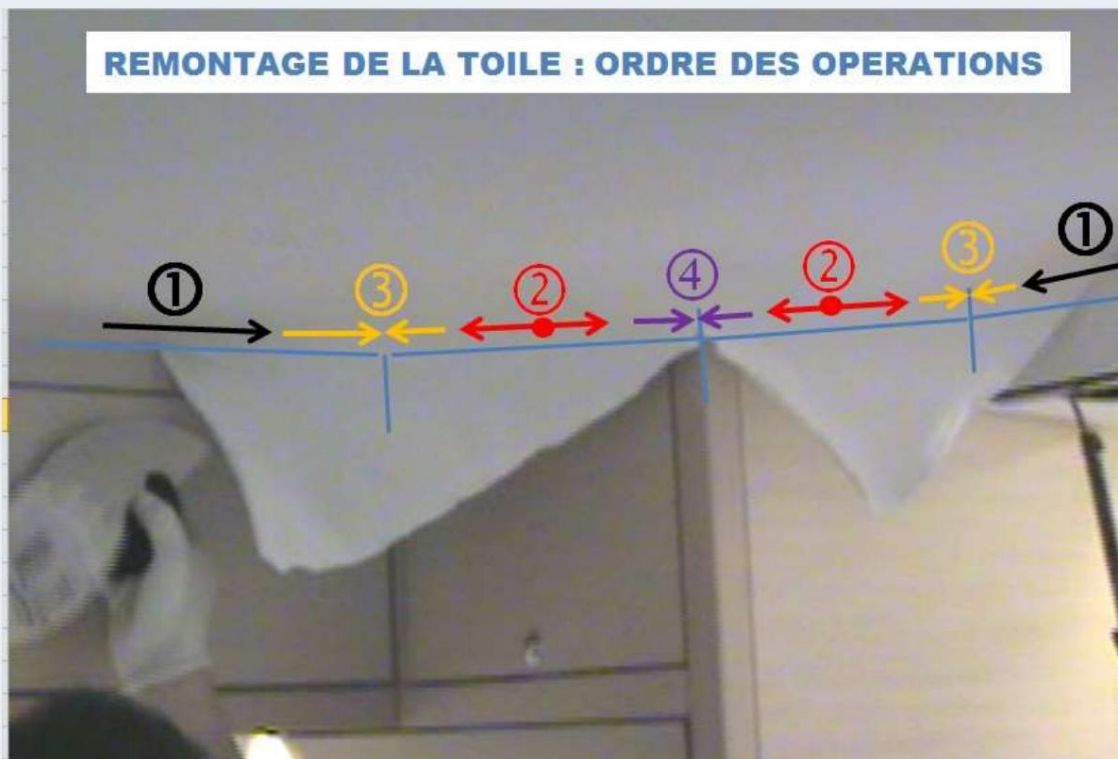 REMONTAGE DE LA TOILE : ORDRE DES OPERATIONS
① ③ ② ④ ② ③ ①